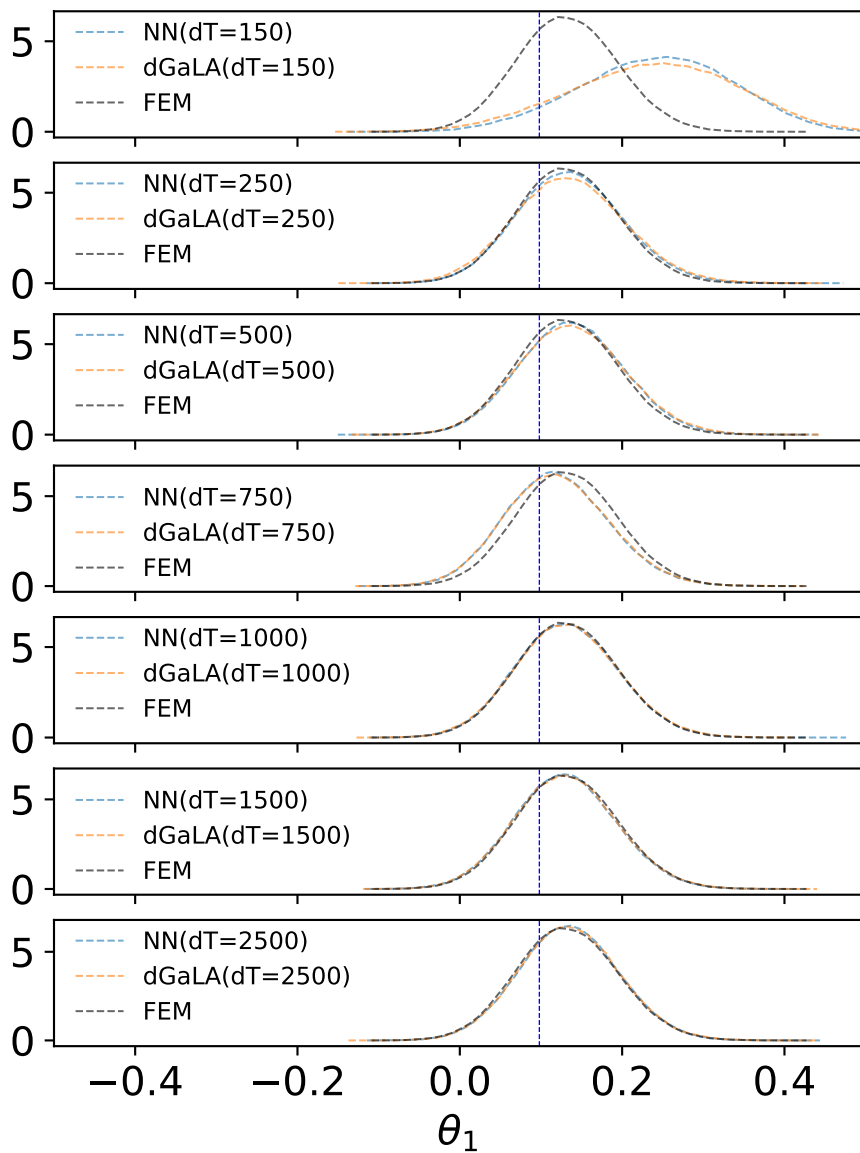 5
0
NN(dT=150)
dGaLA(dT=150)
FEM
5
0
NN(dT=250)
dGaLA(dT=250)
FEM
5
0
NN(dT=500)
dGaLA(dT=500)
FEM
5
0
NN(dT=750)
dGaLA(dT=750)
FEM
5
0
NN(dT=1000)
dGaLA(dT=1000)
FEM
5
0
NN(dT=1500)
dGaLA(dT=1500)
FEM
5
0
NN(dT=2500)
dGaLA(dT=2500)
FEM
−0.4 −0.2 0.0 0.2 0.4
θ₁